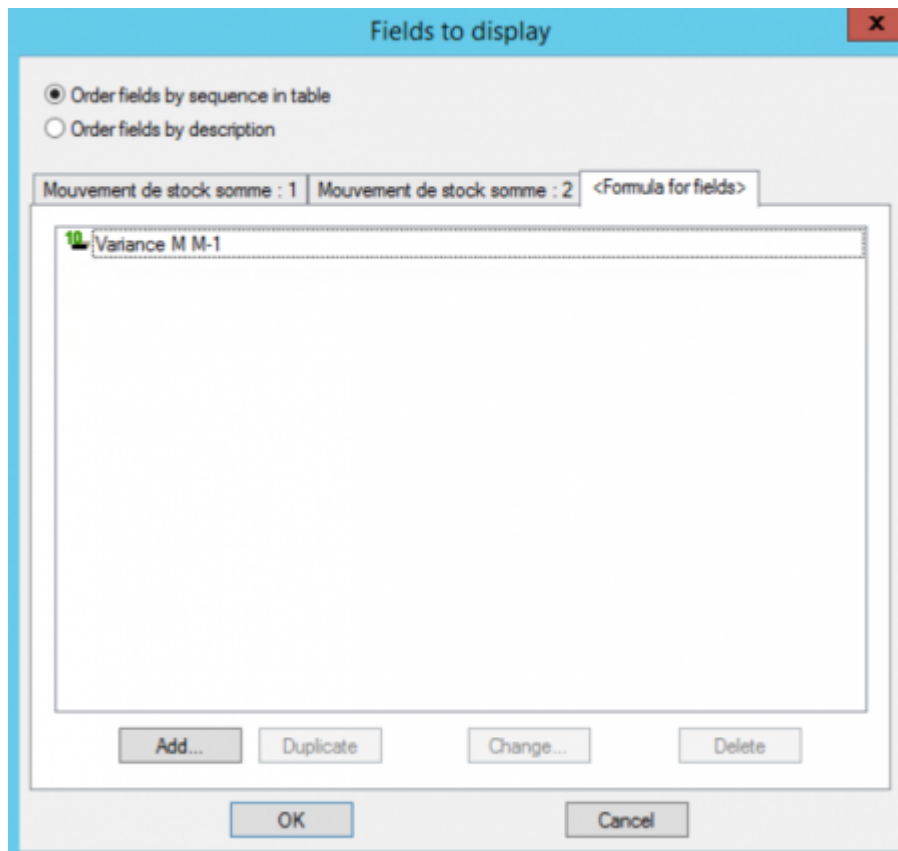 Fields to display
x
Order fields by sequence in table
Order fields by description
Mouvement de stock somme : 1 Mouvement de stock somme : 2 <Formula for fields>
10 Variance M M-1
Add... Duplicate Change... Delete
OK Cancel